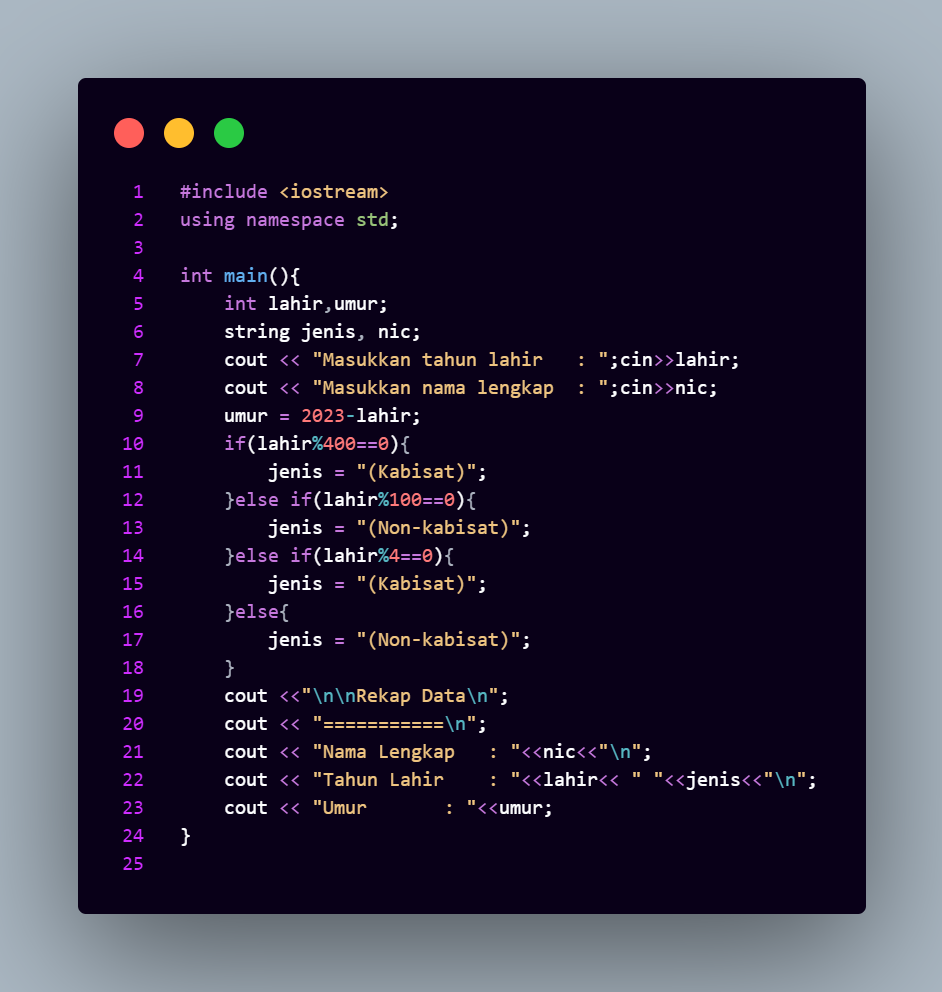 1 #include <iostream>
2 using namespace std;
3
4 int main(){
5     int lahir,umur;
6     string jenis, nic;
7     cout << "Masukkan tahun lahir   : ";cin>>lahir;
8     cout << "Masukkan nama lengkap  : ";cin>>nic;
9     umur = 2023-lahir;
10     if(lahir%400==0){
11         jenis = "(Kabisat)";
12     }else if(lahir%100==0){
13         jenis = "(Non-kabisat)";
14     }else if(lahir%4==0){
15         jenis = "(Kabisat)";
16     }else{
17         jenis = "(Non-kabisat)";
18     }
19     cout <<"\n\nRekap Data\n";
20     cout << "===========\n";
21     cout << "Nama Lengkap   : "<<nic<<"\n";
22     cout << "Tahun Lahir    : "<<lahir<< " "<<jenis<<"\n";
23     cout << "Umur       : "<<umur;
24 }
25